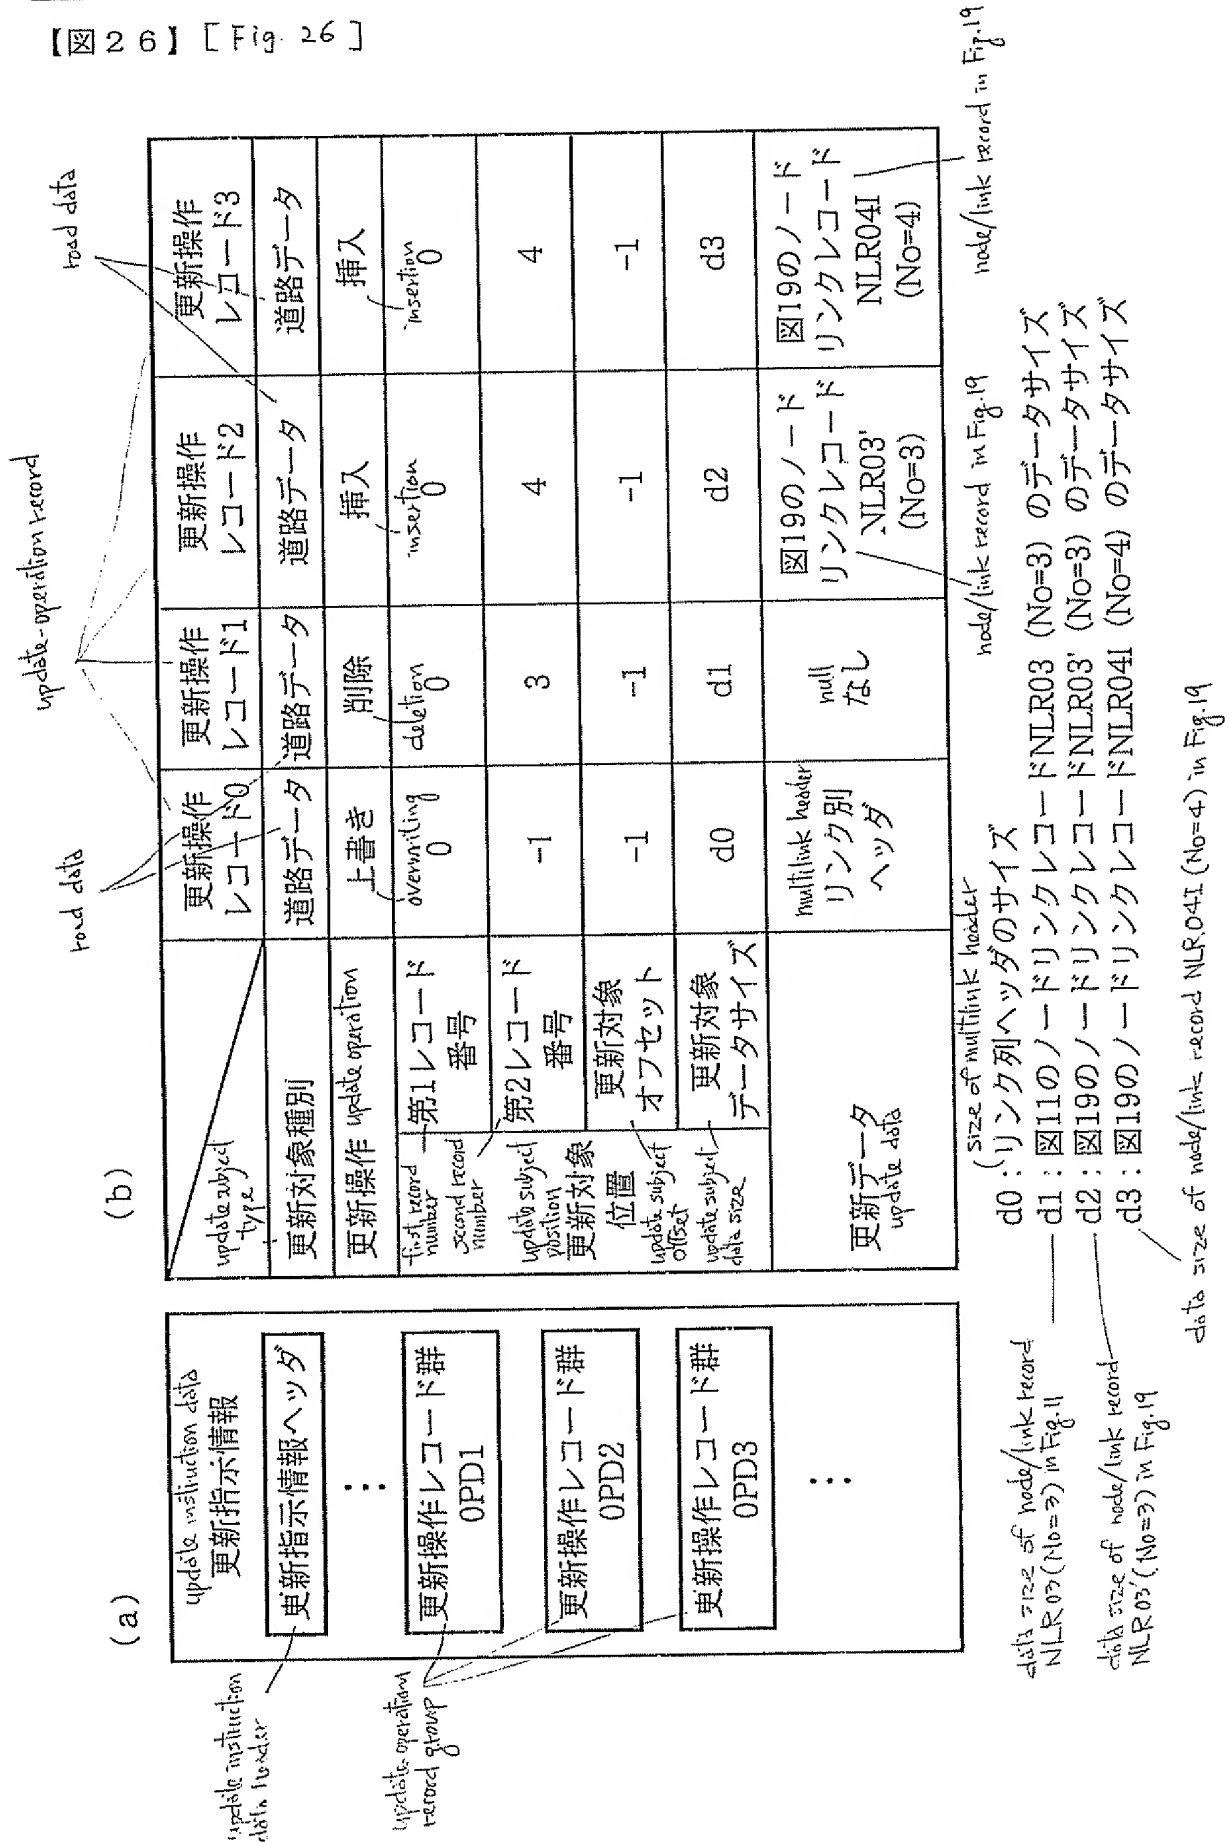 【図２６】 [Fig. 26]
(a)
update instruction data
更新指示情報
更新指示情報ヘッダ
update instruction
data header
⋮
更新操作レコード群
OPD1
更新操作レコード群
OPD2
更新操作レコード群
OPD3
update-operation
record group
⋮
(b)
road data
update-operation record
road data
更新操作
レコード0
更新操作
レコード1
更新操作
レコード2
更新操作
レコード3
update subject
type
更新対象種別
道路データ
道路データ
道路データ
道路データ
更新操作 update operation
上書き
overwriting
削除
deletion
挿入
insertion
挿入
insertion
update subject
position
更新対象
位置
first record
number
第1レコード
番号
0
0
0
0
second record
number
第2レコード
番号
-1
3
4
4
update subject
offset
更新対象
オフセット
-1
-1
-1
-1
update subject
data size
更新対象
データサイズ
d0
d1
d2
d3
更新データ
update data
multilink header
リンク別
ヘッダ
null
なし
図19のノード
リンクレコード
NLR03'
(No=3)
図19のノード
リンクレコード
NLR04I
(No=4)
node/link record in Fig.19
node/link record in Fig.19
size of multilink header
d0 : リンク列ヘッダのサイズ
d1 : 図11のノードリンクレコードNLR03 (No=3) のデータサイズ
d2 : 図19のノードリンクレコードNLR03' (No=3) のデータサイズ
d3 : 図19のノードリンクレコードNLR04I (No=4) のデータサイズ
data size of node/link record
NLR03 (No=3) in Fig.11
data size of node/link record
NLR03' (No=3) in Fig.19
data size of node/link record NLR04I (No=4) in Fig.19